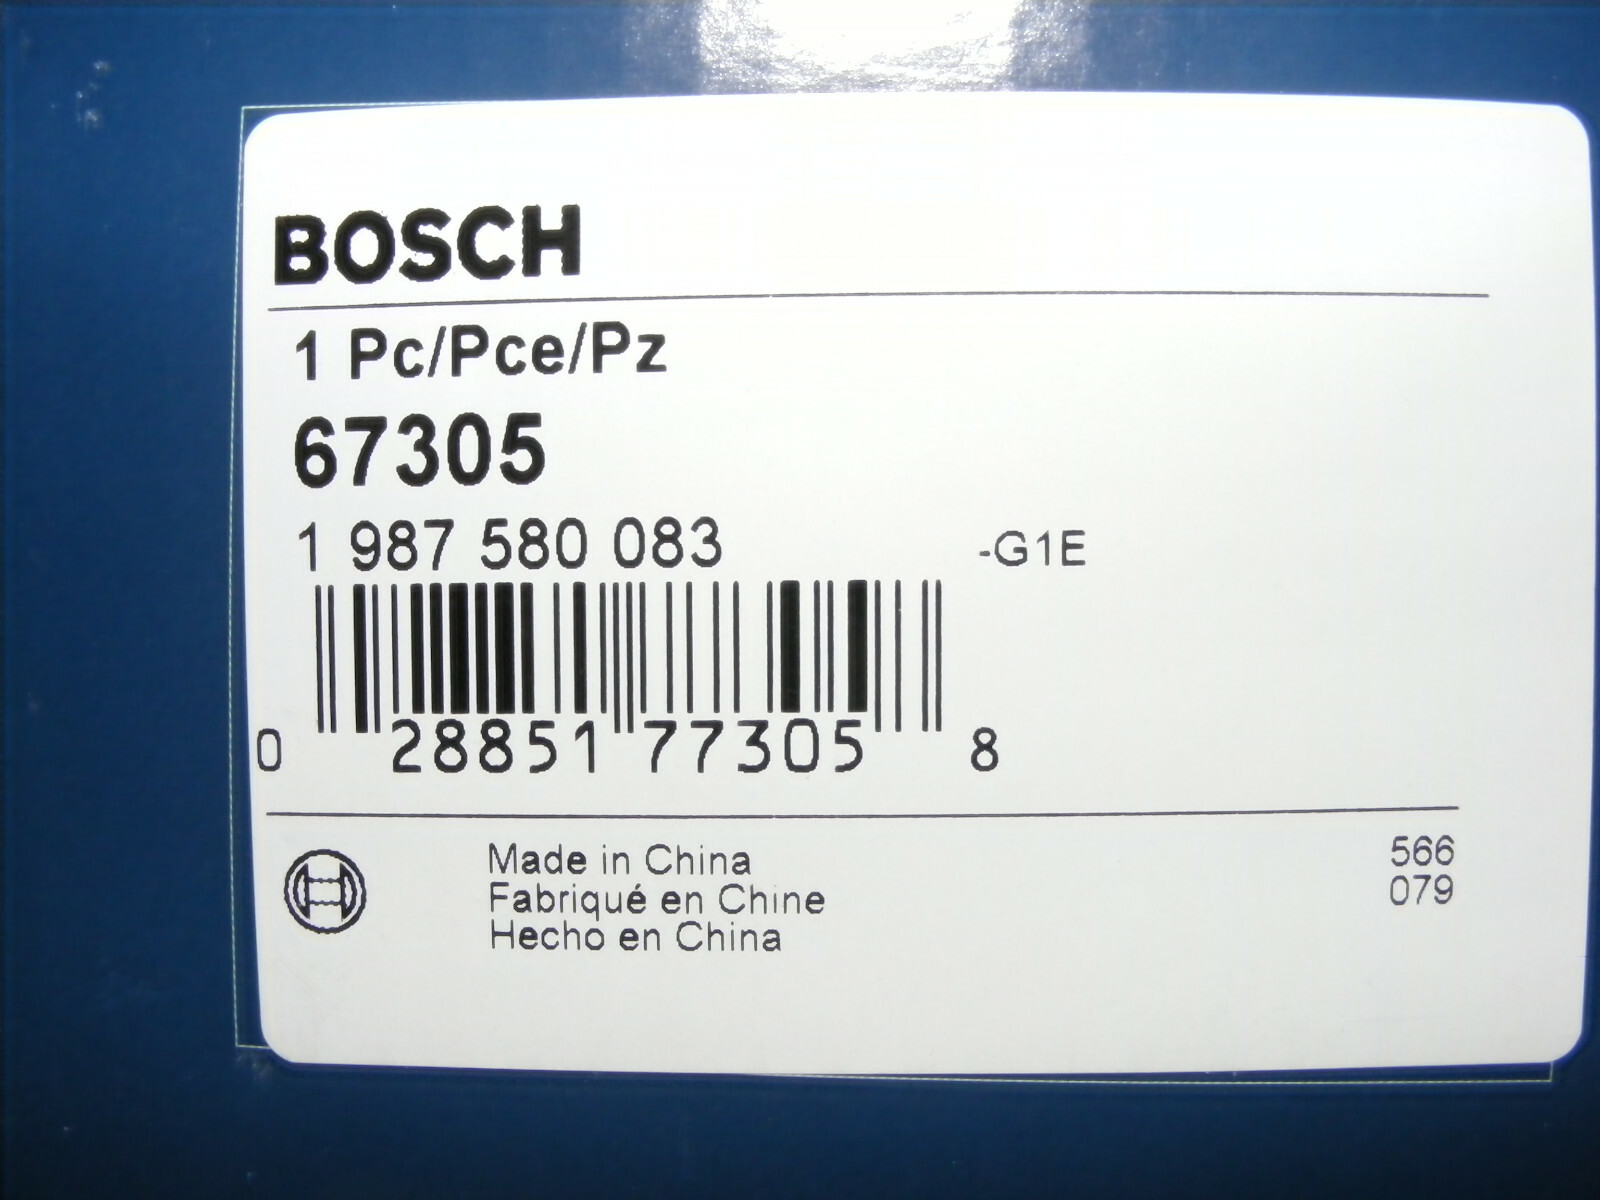 BOSCH
1 Pc/Pce/Pz
67305
1 987 580 083 -G1E
0 28851 77305 8
Made in China 566
Fabriqué en Chine 079
Hecho en China